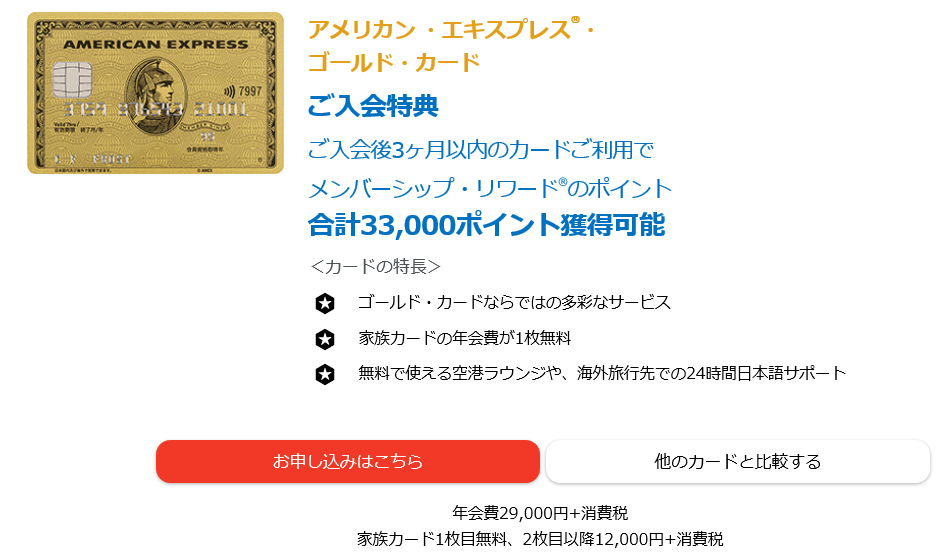 AMERICAN EXPRESS
7997
アメリカン・エキスプレス®・
ゴールド・カード
ご入会特典
ご入会後3ヶ月以内のカードご利用で
メンバーシップ・リワード®のポイント
合計33,000ポイント獲得可能
＜カードの特長＞
ゴールド・カードならではの多彩なサービス
家族カードの年会費が1枚無料
無料で使える空港ラウンジや、海外旅行先での24時間日本語サポート
お申し込みはこちら
他のカードと比較する
年会費29,000円+消費税
家族カード1枚目無料、2枚目以降12,000円+消費税